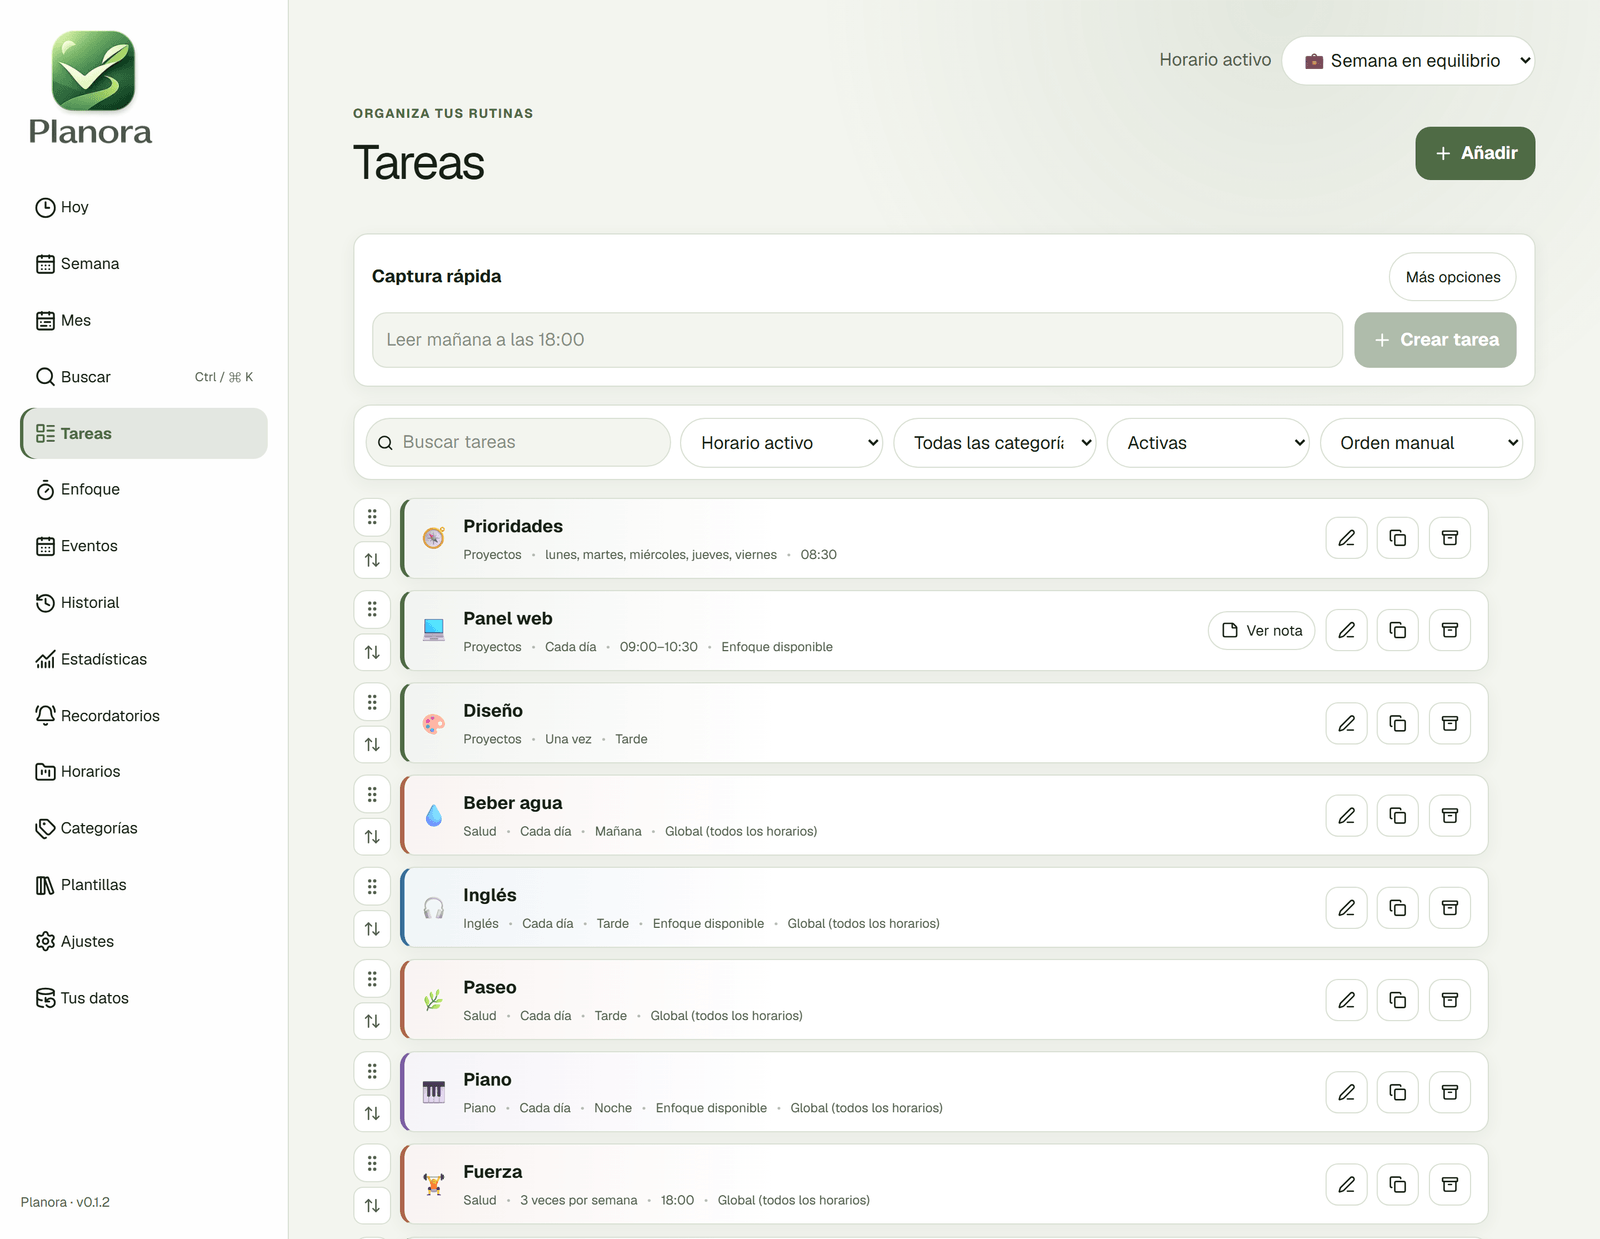 Planora
Hoy
Semana
Mes
Buscar Ctrl / ⌘ K
Tareas
Enfoque
Eventos
Historial
Estadísticas
Recordatorios
Horarios
Categorías
Plantillas
Ajustes
Tus datos
Planora · v0.1.2
Horario activo Semana en equilibrio
ORGANIZA TUS RUTINAS
Tareas
+ Añadir
Captura rápida
Más opciones
Leer mañana a las 18:00
+ Crear tarea
Buscar tareas Horario activo Todas las categorí Activas Orden manual
Prioridades
Proyectos · lunes, martes, miércoles, jueves, viernes · 08:30
Panel web
Proyectos · Cada día · 09:00–10:30 · Enfoque disponible
Ver nota
Diseño
Proyectos · Una vez · Tarde
Beber agua
Salud · Cada día · Mañana · Global (todos los horarios)
Inglés
Inglés · Cada día · Tarde · Enfoque disponible · Global (todos los horarios)
Paseo
Salud · Cada día · Tarde · Global (todos los horarios)
Piano
Piano · Cada día · Noche · Enfoque disponible · Global (todos los horarios)
Fuerza
Salud · 3 veces por semana · 18:00 · Global (todos los horarios)